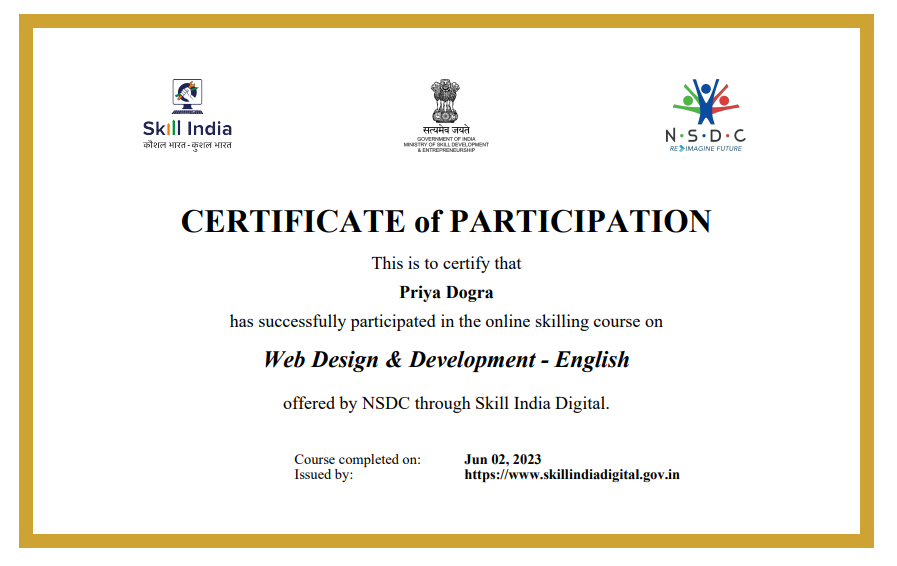 Skill India
कौशल भारत - कुशल भारत
सत्यमेव जयते
GOVERNMENT OF INDIA
MINISTRY OF SKILL DEVELOPMENT
& ENTREPRENEURSHIP
N·S·D·C
RE IMAGINE FUTURE
CERTIFICATE of PARTICIPATION
This is to certify that
Priya Dogra
has successfully participated in the online skilling course on
Web Design & Development - English
offered by NSDC through Skill India Digital.
Course completed on: Jun 02, 2023
Issued by: https://www.skillindiadigital.gov.in